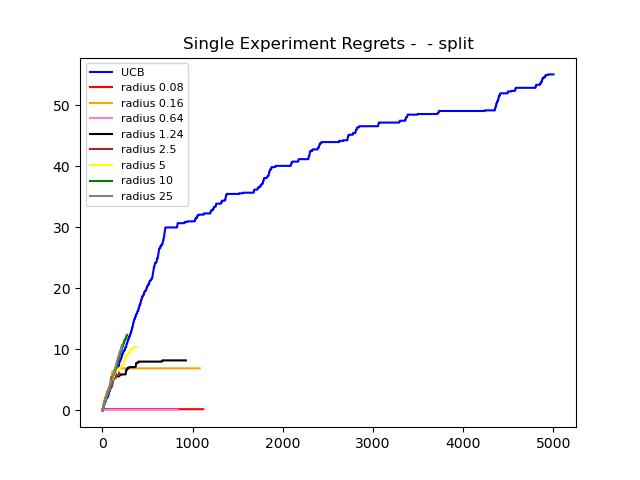 Single Experiment Regrets -  - split
UCB
radius 0.08
radius 0.16
radius 0.64
radius 1.24
radius 2.5
radius 5
radius 10
radius 25
50
40
30
20
10
0
0 1000 2000 3000 4000 5000